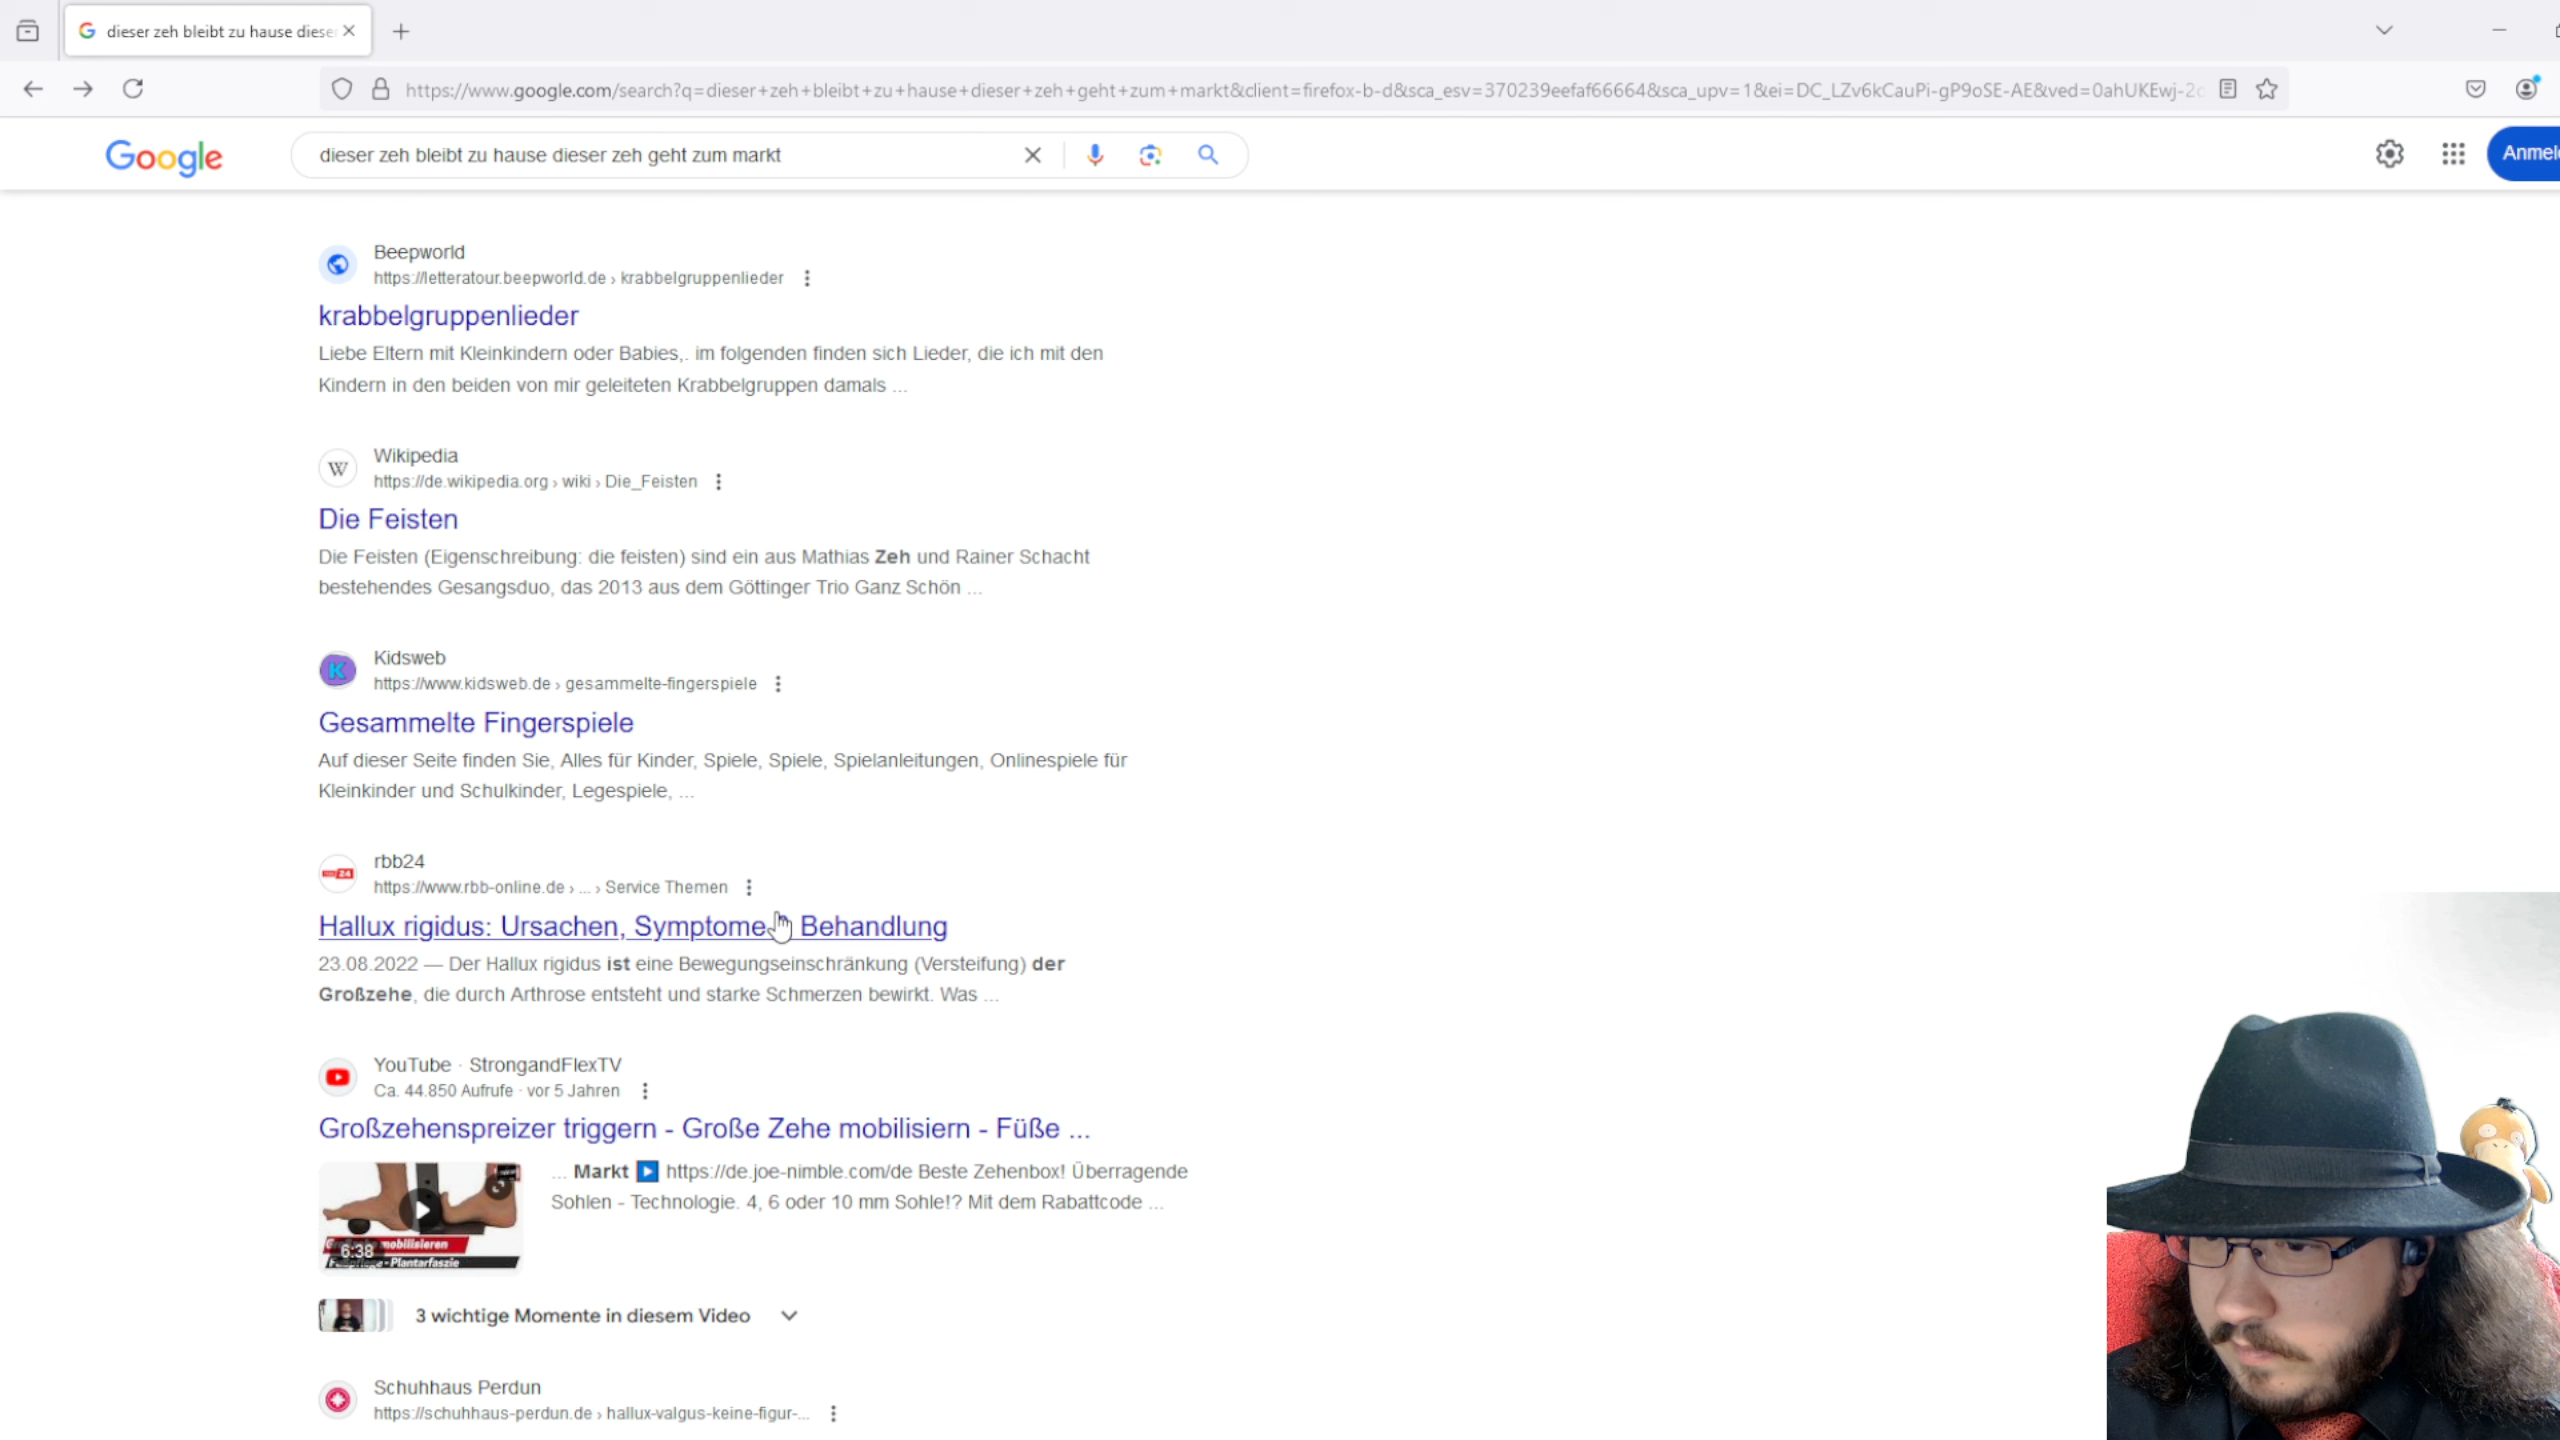 dieser zeh bleibt zu hause diese
https://www.google.com/search?q=dieser+zeh+bleibt+zu+hause+dieser+zeh+geht+zum+markt&client=firefox-b-d&sca_esv=370239eefaf66664&sca_upv=1&ei=DC_LZv6kCauPi-gP9oSE-AE&ved=0ahUKEwj-2c
Google
dieser zeh bleibt zu hause dieser zeh geht zum markt
Anmel
Beepworld
https://letteratour.beepworld.de › krabbelgruppenlieder
krabbelgruppenlieder
Liebe Eltern mit Kleinkindern oder Babies,. im folgenden finden sich Lieder, die ich mit den
Kindern in den beiden von mir geleiteten Krabbelgruppen damals ...
W
Wikipedia
https://de.wikipedia.org › wiki › Die_Feisten
Die Feisten
Die Feisten (Eigenschreibung: die feisten) sind ein aus Mathias Zeh und Rainer Schacht
bestehendes Gesangsduo, das 2013 aus dem Göttinger Trio Ganz Schön ...
K
Kidsweb
https://www.kidsweb.de › gesammelte-fingerspiele
Gesammelte Fingerspiele
Auf dieser Seite finden Sie, Alles für Kinder, Spiele, Spiele, Spielanleitungen, Onlinespiele für
Kleinkinder und Schulkinder, Legespiele, ...
24
rbb24
https://www.rbb-online.de › ... › Service Themen
Hallux rigidus: Ursachen, Symptome Behandlung
23.08.2022 — Der Hallux rigidus ist eine Bewegungseinschränkung (Versteifung) der
Großzehe, die durch Arthrose entsteht und starke Schmerzen bewirkt. Was ...
YouTube · StrongandFlexTV
Ca. 44.850 Aufrufe · vor 5 Jahren
Großzehenspreizer triggern - Große Zehe mobilisiern - Füße ...
... Markt https://de.joe-nimble.com/de Beste Zehenbox! Überragende
Sohlen - Technologie. 4, 6 oder 10 mm Sohle!? Mit dem Rabattcode ...
mobilisieren
6:38
- Plantarfaszie
3 wichtige Momente in diesem Video
Schuhhaus Perdun
https://schuhhaus-perdun.de › hallux-valgus-keine-figur-...